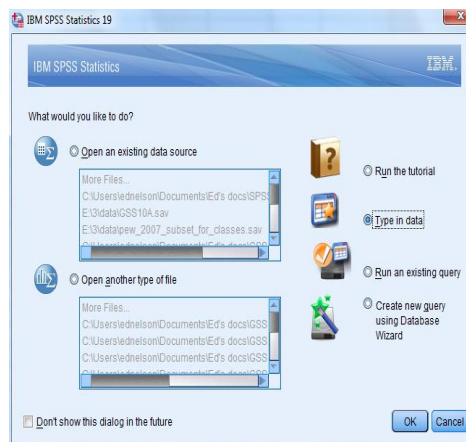 IBM SPSS Statistics 19
IBM SPSS Statistics
IBM.
What would you like to do?
Open an existing data source
More Files...
C:\Users\ednelson\Documents\Ed's docs\SPS
E:\3\data\GSS10A.sav
E:\3\data\pew_2007_subset_for_classes.sav
Open another type of file
More Files...
C:\Users\ednelson\Documents\Ed's docs\GSS
C:\Users\ednelson\Documents\Ed's docs\GSS
C:\Users\ednelson\Documents\Ed's docs\GSS
Run the tutorial
Type in data
Run an existing query
Create new query
using Database
Wizard
Don't show this dialog in the future
OK
Cancel